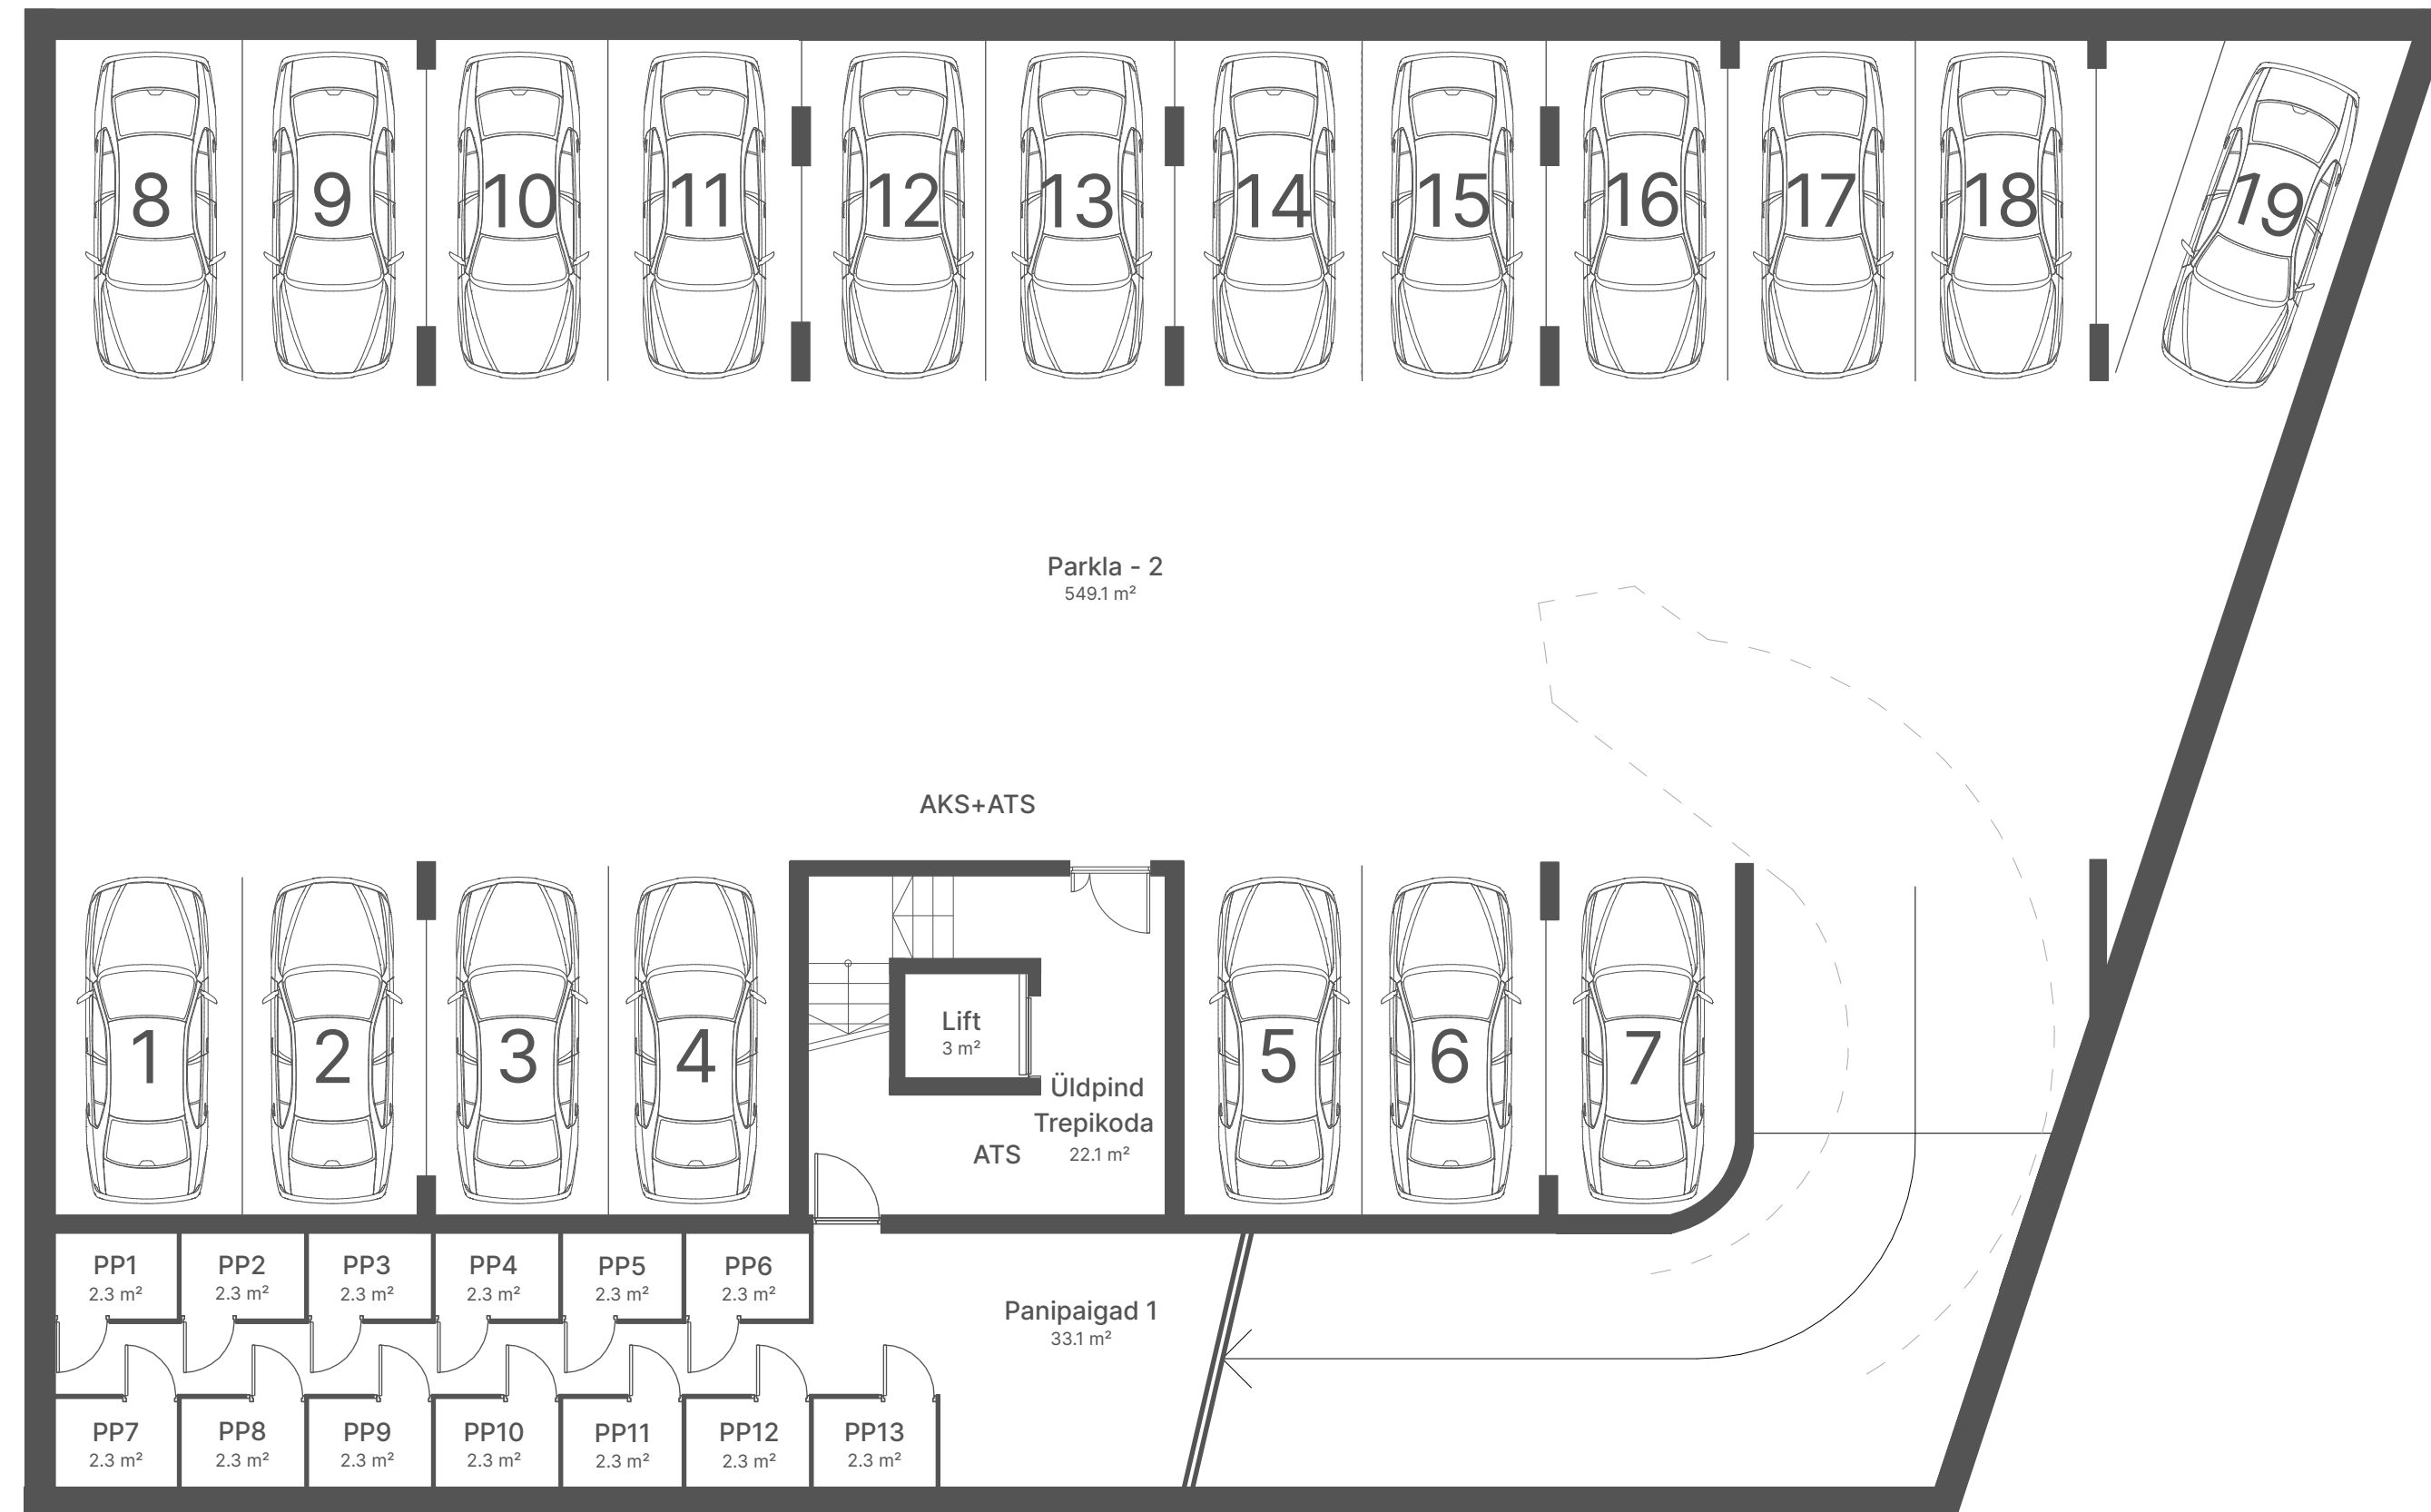 8
9
10
11
12
13
14
15
16
17
18
19
Parkla - 2
549.1 m²
AKS+ATS
1
2
3
4
Lift
3 m²
Üldpind
Trepikoda
22.1 m²
ATS
5
6
7
PP1
2.3 m²
PP2
2.3 m²
PP3
2.3 m²
PP4
2.3 m²
PP5
2.3 m²
PP6
2.3 m²
Panipaigad 1
33.1 m²
PP7
2.3 m²
PP8
2.3 m²
PP9
2.3 m²
PP10
2.3 m²
PP11
2.3 m²
PP12
2.3 m²
PP13
2.3 m²